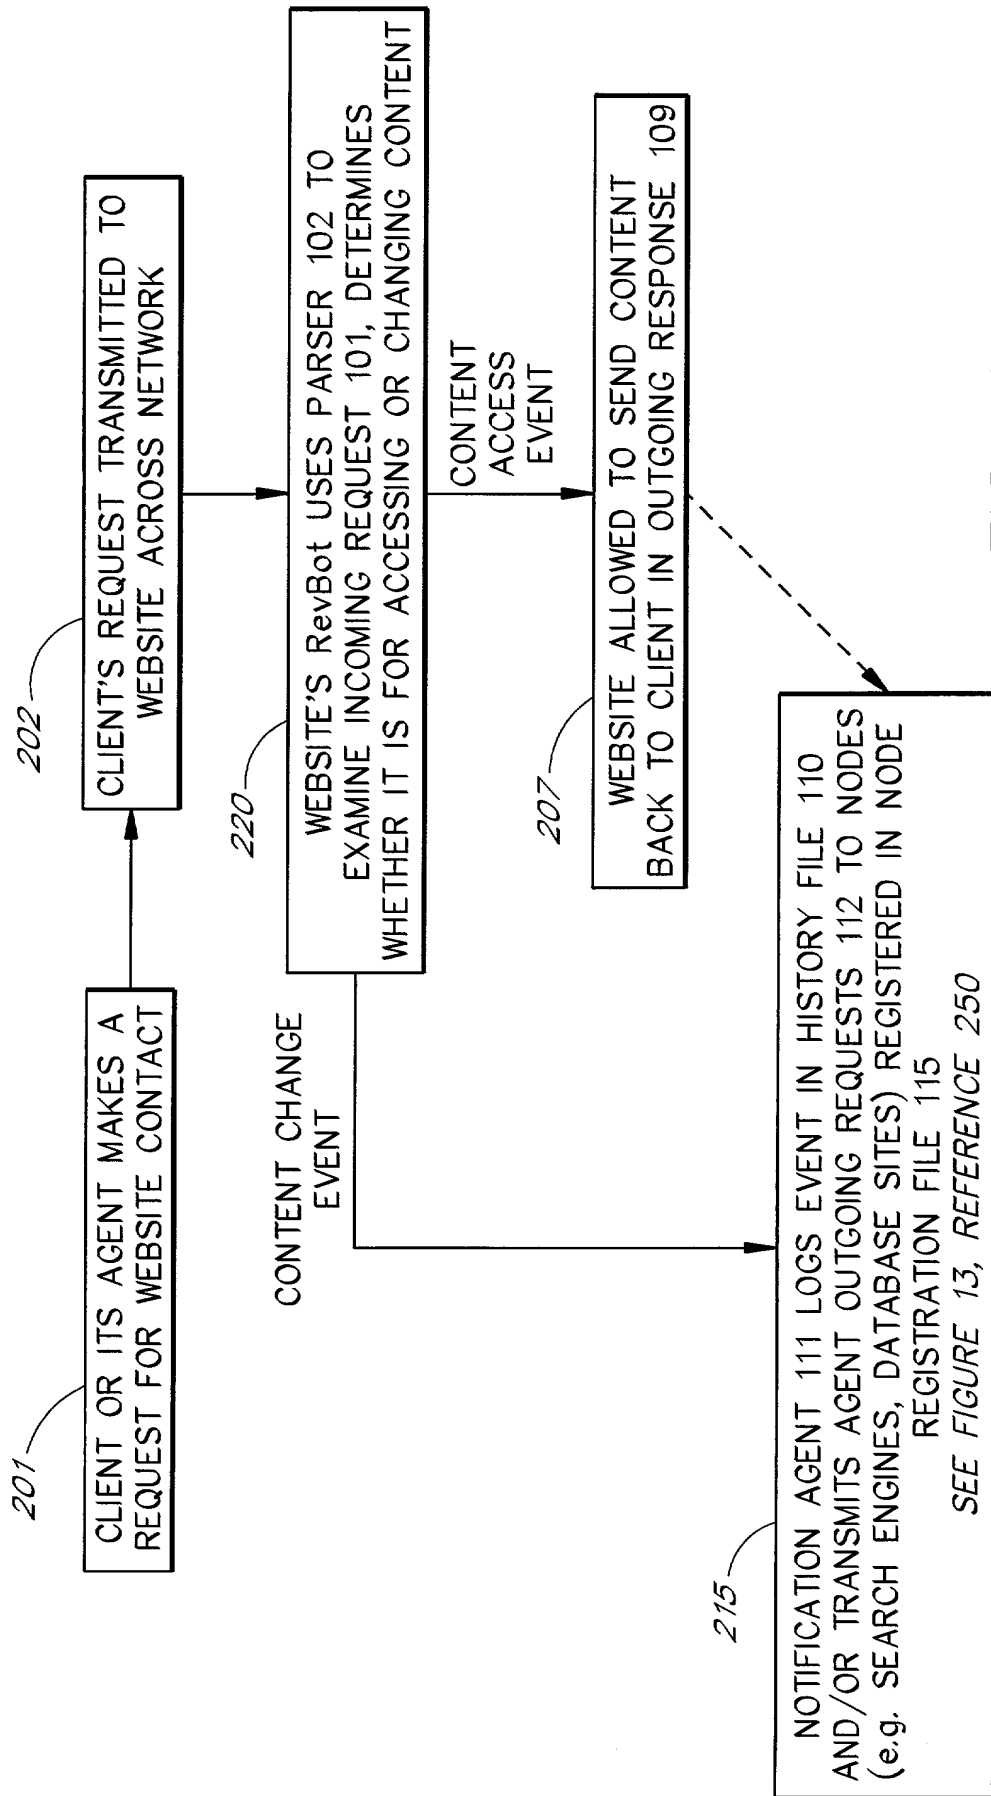 201
CLIENT OR ITS AGENT MAKES A
REQUEST FOR WEBSITE CONTACT
202
CLIENT'S REQUEST TRANSMITTED TO
WEBSITE ACROSS NETWORK
220
WEBSITE'S RevBot USES PARSER 102 TO
EXAMINE INCOMING REQUEST 101, DETERMINES
WHETHER IT IS FOR ACCESSING OR CHANGING CONTENT
CONTENT CHANGE
EVENT
CONTENT
ACCESS
EVENT
207
WEBSITE ALLOWED TO SEND CONTENT
BACK TO CLIENT IN OUTGOING RESPONSE 109
215
NOTIFICATION AGENT 111 LOGS EVENT IN HISTORY FILE 110
AND/OR TRANSMITS AGENT OUTGOING REQUESTS 112 TO NODES
(e.g. SEARCH ENGINES, DATABASE SITES) REGISTERED IN NODE
REGISTRATION FILE 115
SEE FIGURE 13, REFERENCE 250